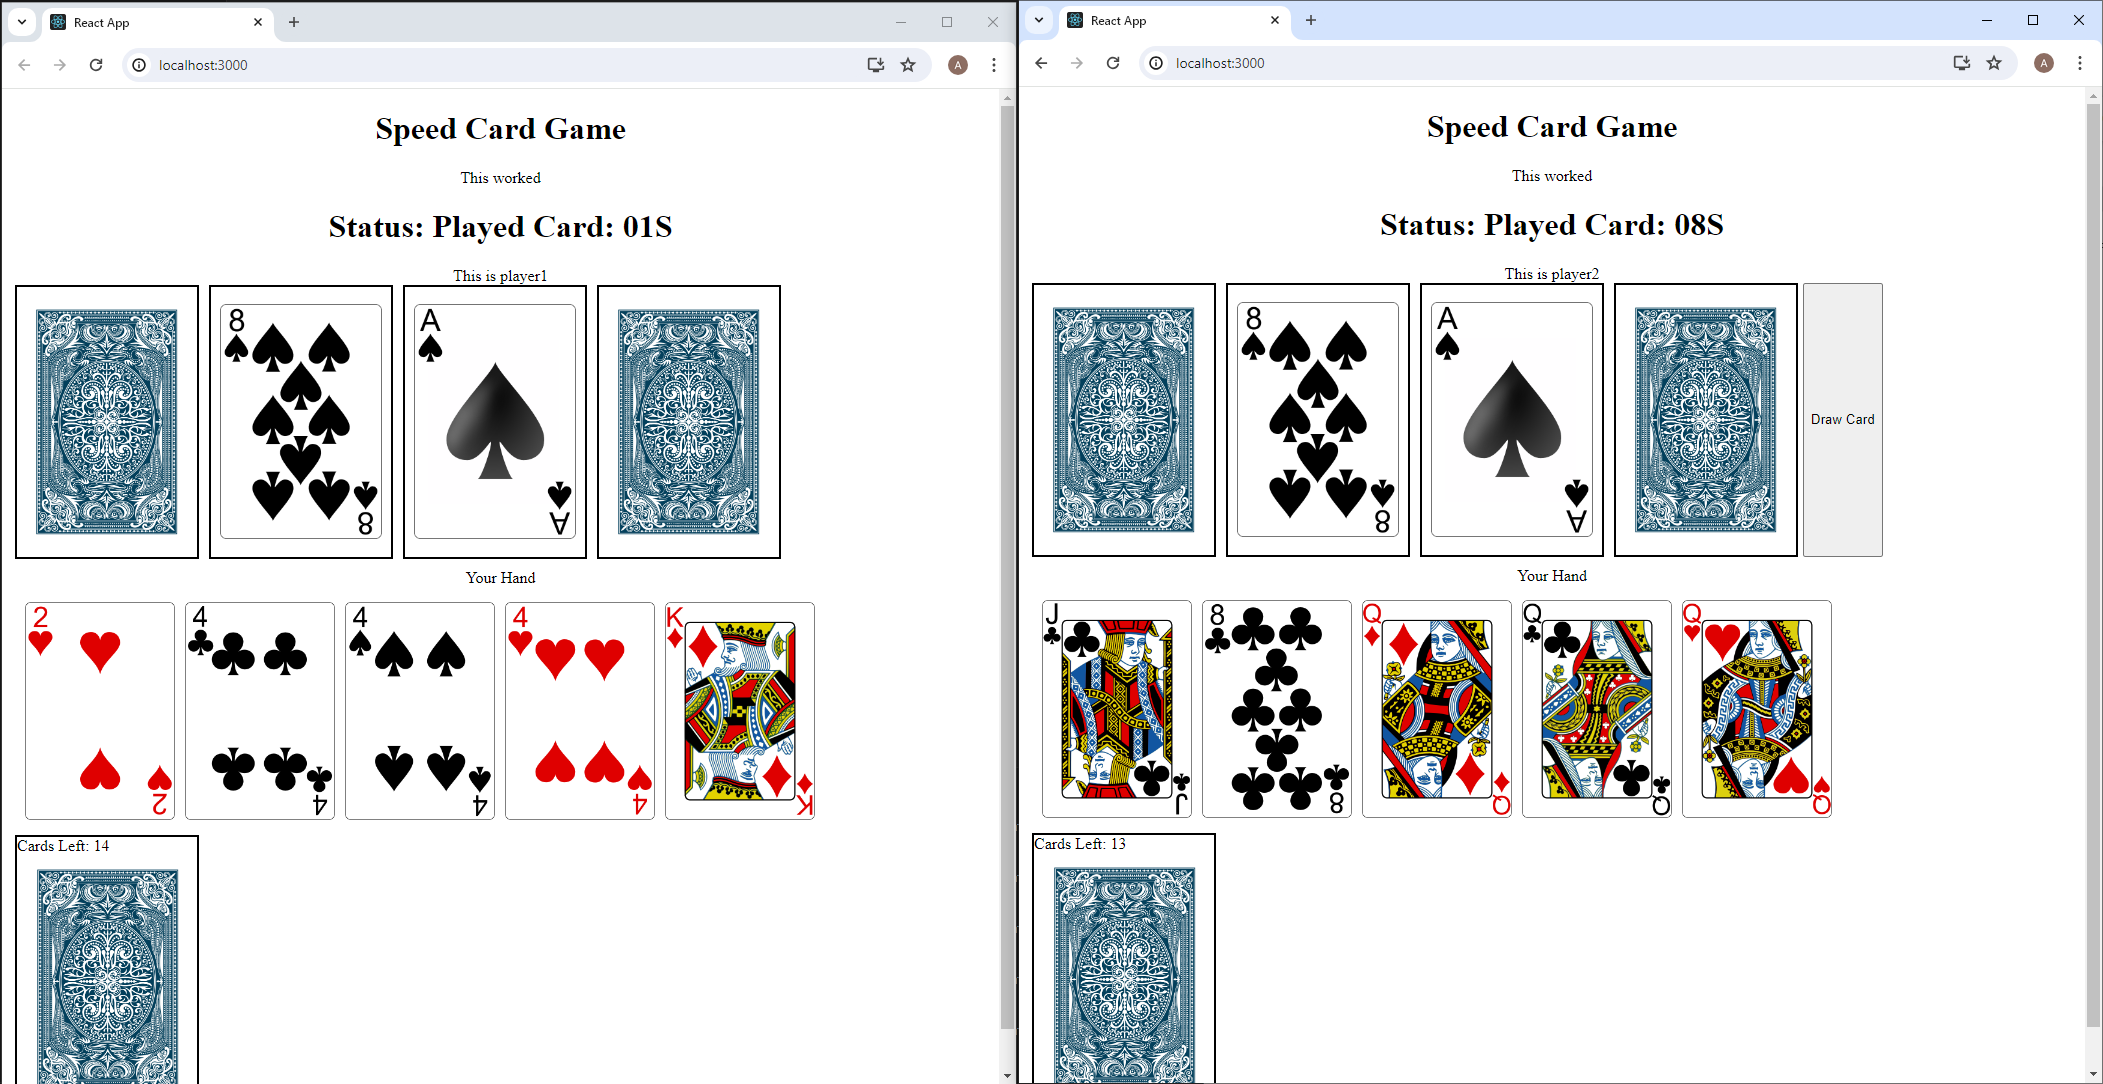 React App
localhost:3000
A
Speed Card Game
This worked
Status: Played Card: 01S
This is player1
8
8
A
A
Your Hand
2
2
4
4
4
4
4
4
K
K
Cards Left: 14
React App
localhost:3000
A
Speed Card Game
This worked
Status: Played Card: 08S
This is player2
8
8
A
A
Draw Card
Your Hand
J
J
8
8
Q
Q
Q
Q
Q
Q
Cards Left: 13